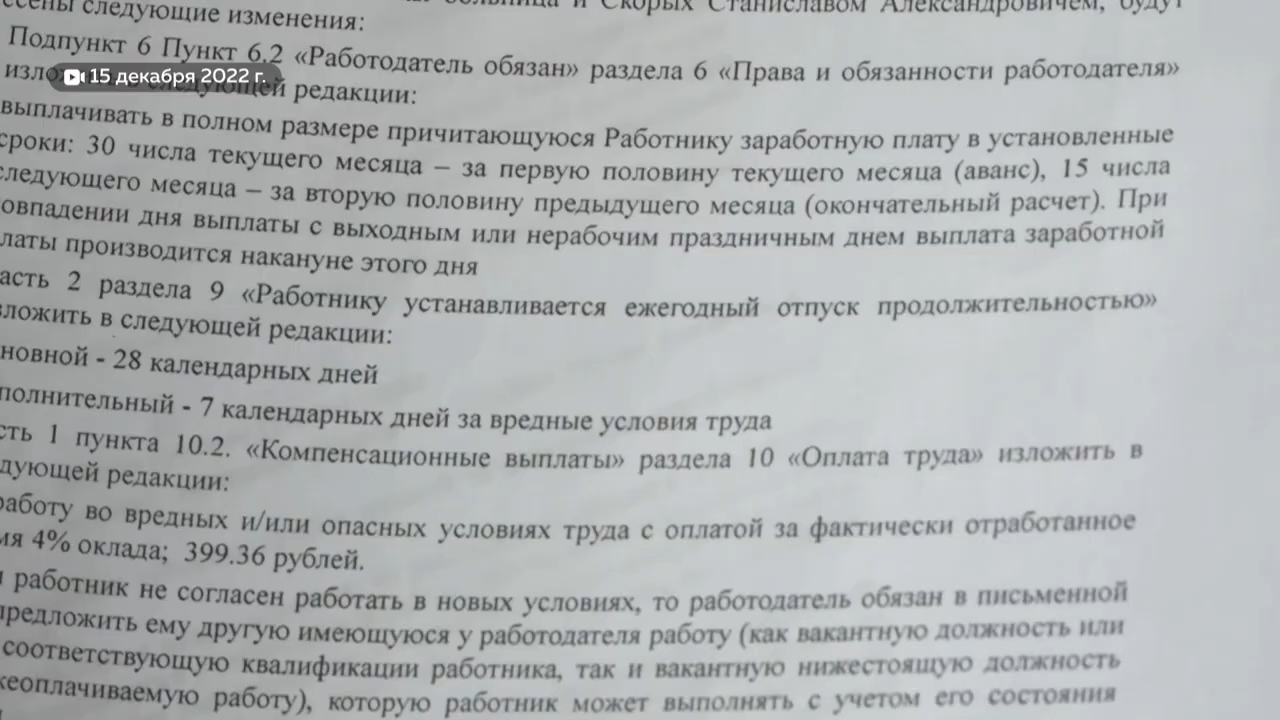 следующие изменения:
больница и Скорых Станиславом Александровичем, будут
Подпункт 6 Пункт 6.2 «Работодатель обязан» раздела 6 «Права и обязанности работодателя»
15 декабря 2022 г.
следующей редакции:
выплачивать в полном размере причитающуюся Работнику заработную плату в установленные
сроки: 30 числа текущего месяца – за первую половину текущего месяца (аванс), 15 числа
следующего месяца – за вторую половину предыдущего месяца (окончательный расчет). При
овпадении дня выплаты с выходным или нерабочим праздничным днем выплата заработной
латы производится накануне этого дня
асть 2 раздела 9 «Работнику устанавливается ежегодный отпуск продолжительностью»
зложить в следующей редакции:
новной - 28 календарных дней
полнительный - 7 календарных дней за вредные условия труда
сть 1 пункта 10.2. «Компенсационные выплаты» раздела 10 «Оплата труда» изложить в
дующей редакции:
работу во вредных и/или опасных условиях труда с оплатой за фактически отработанное
мя 4% оклада; 399.36 рублей.
и работник не согласен работать в новых условиях, то работодатель обязан в письменной
предложить ему другую имеющуюся у работодателя работу (как вакантную должность или
соответствующую квалификации работника, так и вакантную нижестоящую должность
жеоплачиваемую работу), которую работник может выполнять с учетом его состояния